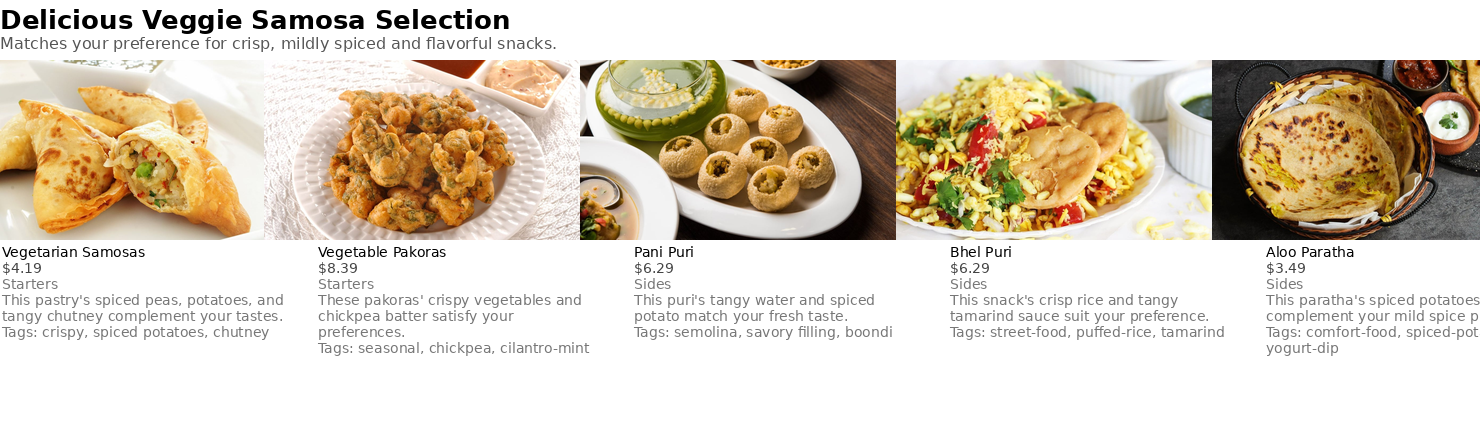 Delicious Veggie Samosa Selection
Matches your preference for crisp, mildly spiced and flavorful snacks.
Vegetarian Samosas
$4.19
Starters
This pastry's spiced peas, potatoes, and
tangy chutney complement your tastes.
Tags: crispy, spiced potatoes, chutney
Vegetable Pakoras
$8.39
Starters
These pakoras' crispy vegetables and
chickpea batter satisfy your
preferences.
Tags: seasonal, chickpea, cilantro-mint
Pani Puri
$6.29
Sides
This puri's tangy water and spiced
potato match your fresh taste.
Tags: semolina, savory filling, boondi
Bhel Puri
$6.29
Sides
This snack's crisp rice and tangy
tamarind sauce suit your preference.
Tags: street-food, puffed-rice, tamarind
Aloo Paratha
$3.49
Sides
This paratha's spiced potatoes
complement your mild spice
Tags: comfort-food,
yogurt-dip